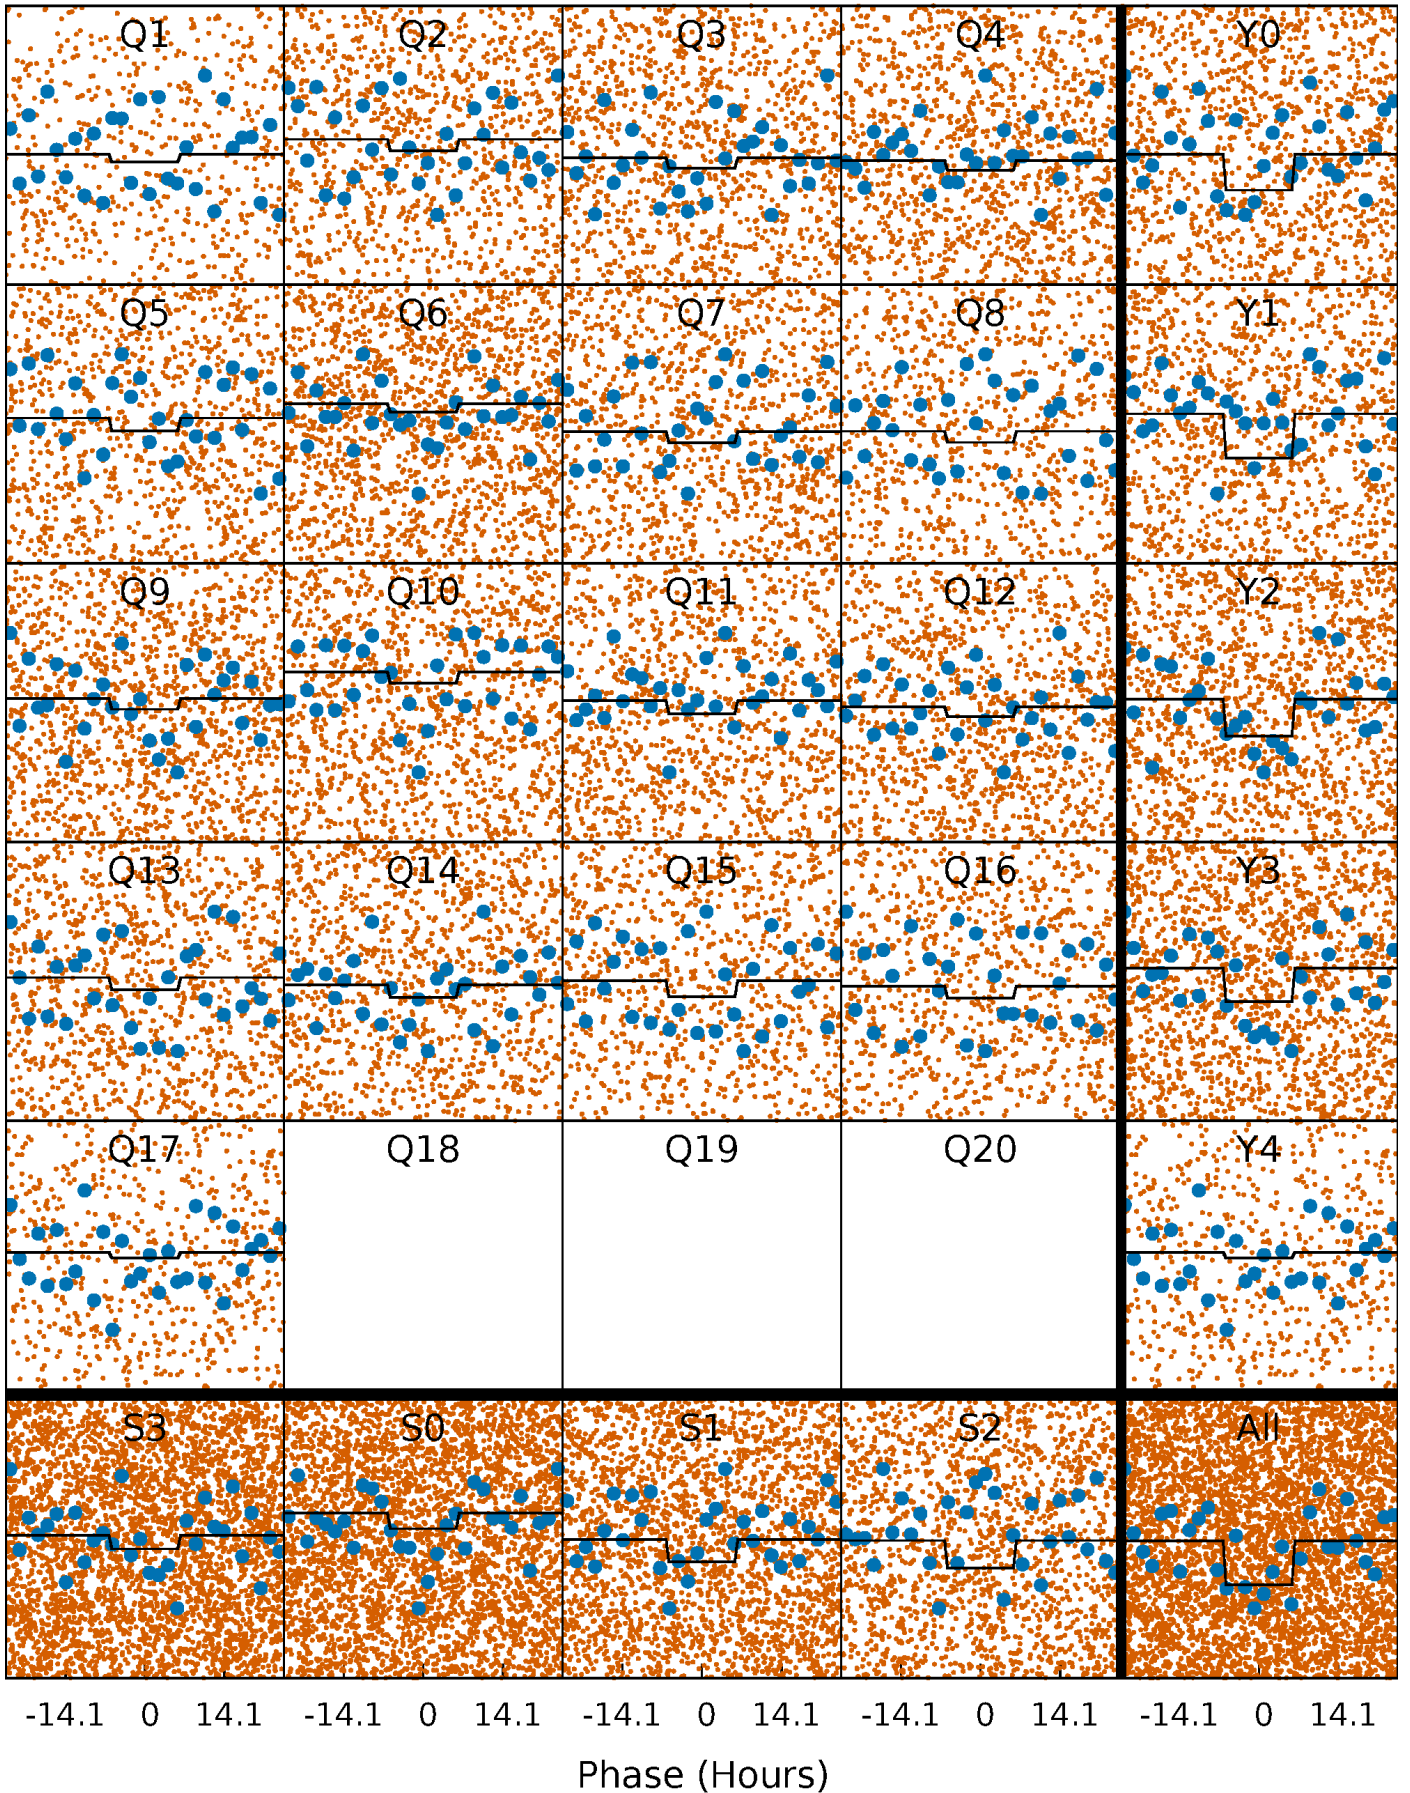 Q1 Q2 Q3 Q4 Y0
Q5 Q6 Q7 Q8 Y1
Q9 Q10 Q11 Q12 Y2
Q13 Q14 Q15 Q16 Y3
Q17 Q18 Q19 Q20 Y4
S3 S0 S1 S2 All
-14.1 0 14.1 -14.1 0 14.1 -14.1 0 14.1 -14.1 0 14.1 -14.1 0 14.1
Phase (Hours)